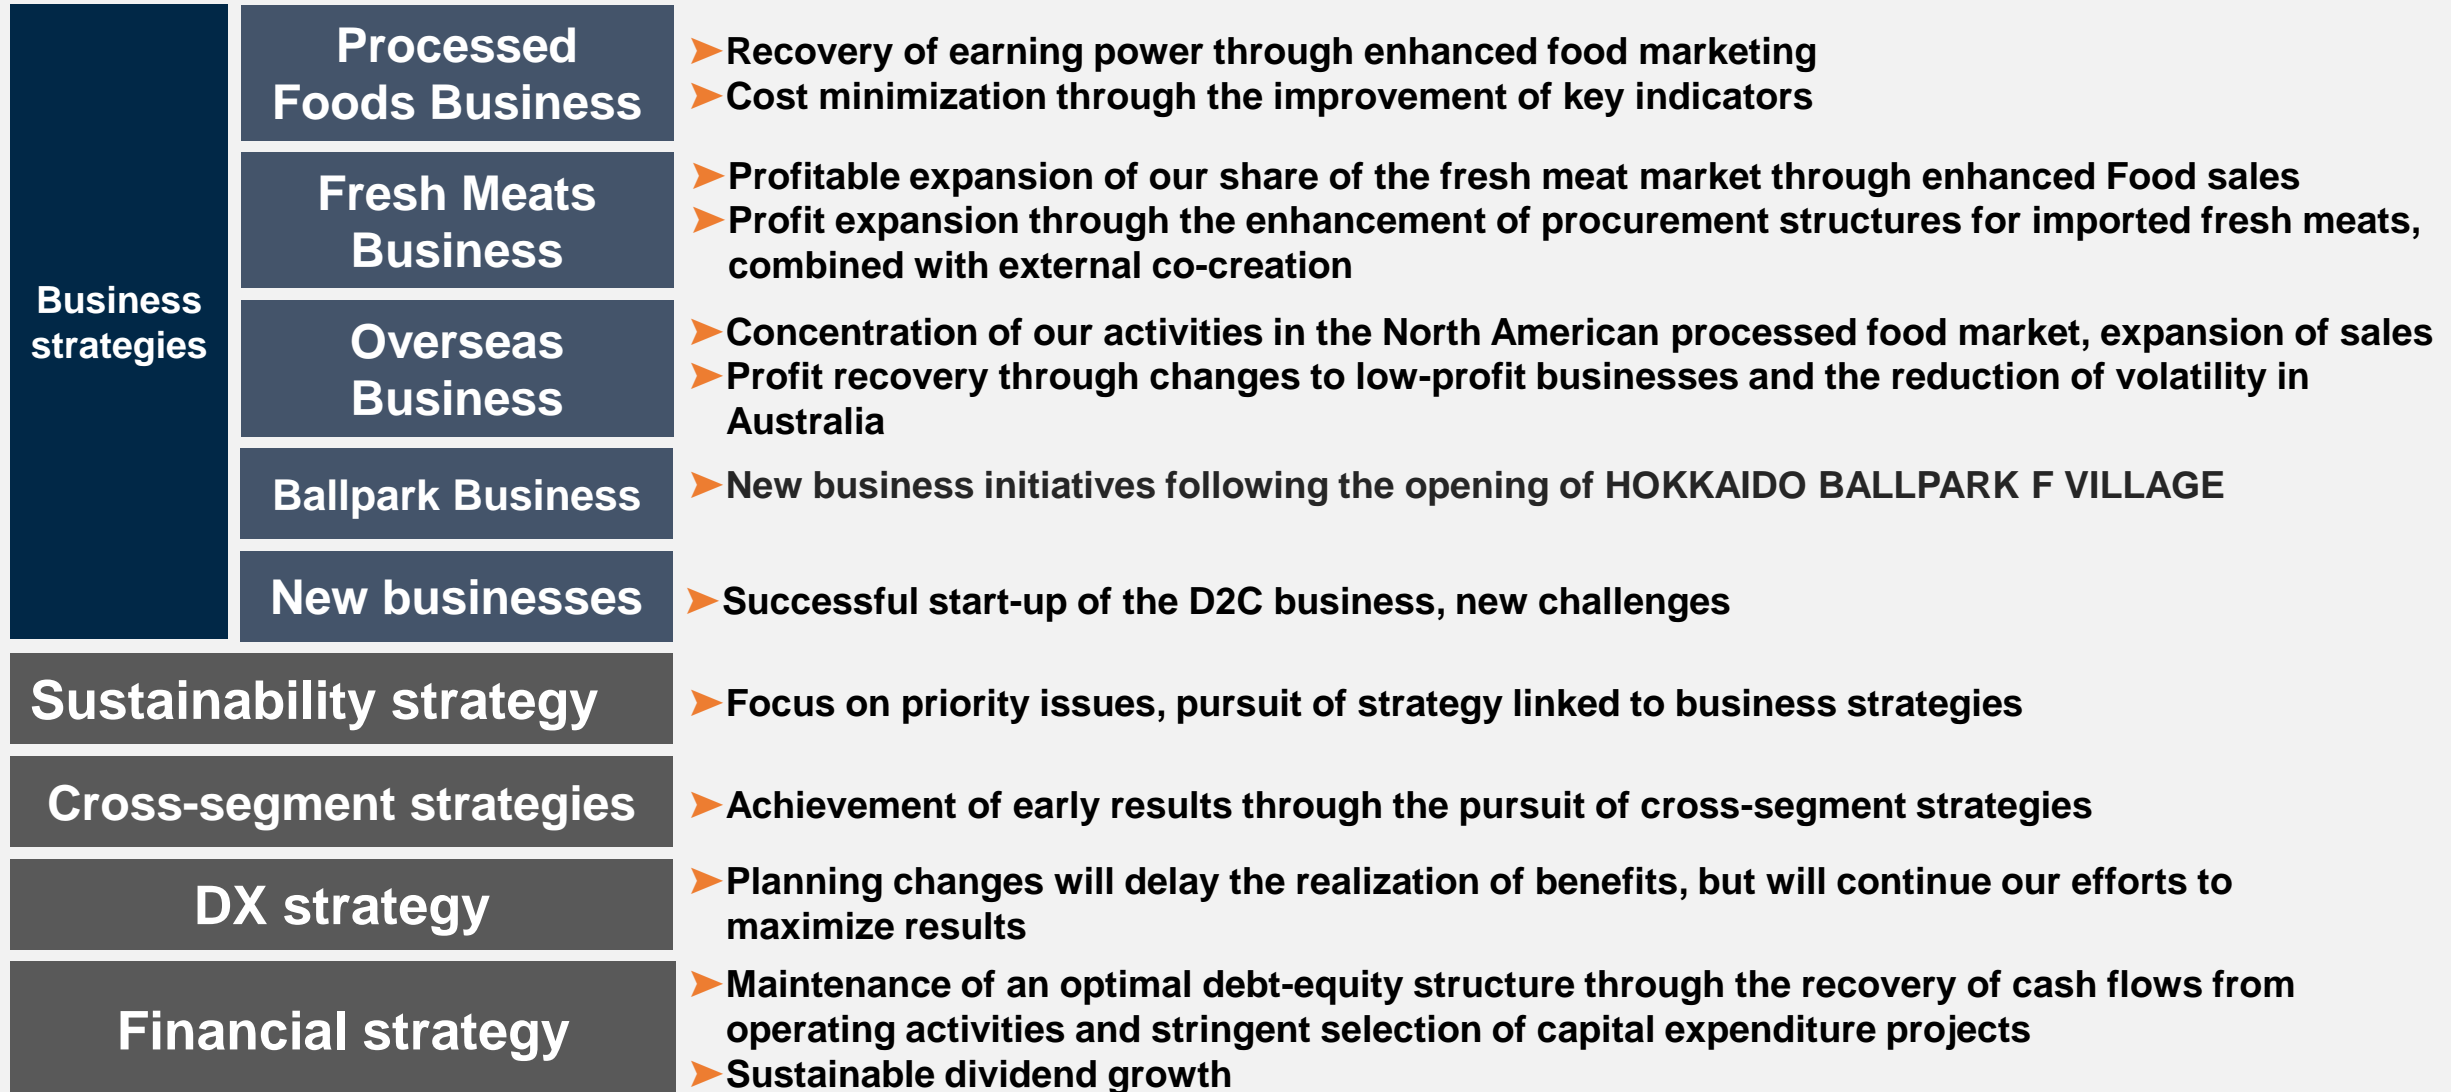 Business
strategies
Processed
Foods Business
➤Recovery of earning power through enhanced food marketing
➤Cost minimization through the improvement of key indicators
Fresh Meats
Business
➤Profitable expansion of our share of the fresh meat market through enhanced Food sales
➤Profit expansion through the enhancement of procurement structures for imported fresh meats,
combined with external co-creation
Overseas
Business
➤Concentration of our activities in the North American processed food market, expansion of sales
➤Profit recovery through changes to low-profit businesses and the reduction of volatility in
Australia
Ballpark Business
➤New business initiatives following the opening of HOKKAIDO BALLPARK F VILLAGE
New businesses
➤Successful start-up of the D2C business, new challenges
Sustainability strategy
➤Focus on priority issues, pursuit of strategy linked to business strategies
Cross-segment strategies
➤Achievement of early results through the pursuit of cross-segment strategies
DX strategy
➤Planning changes will delay the realization of benefits, but will continue our efforts to
maximize results
Financial strategy
➤Maintenance of an optimal debt-equity structure through the recovery of cash flows from
operating activities and stringent selection of capital expenditure projects
➤Sustainable dividend growth